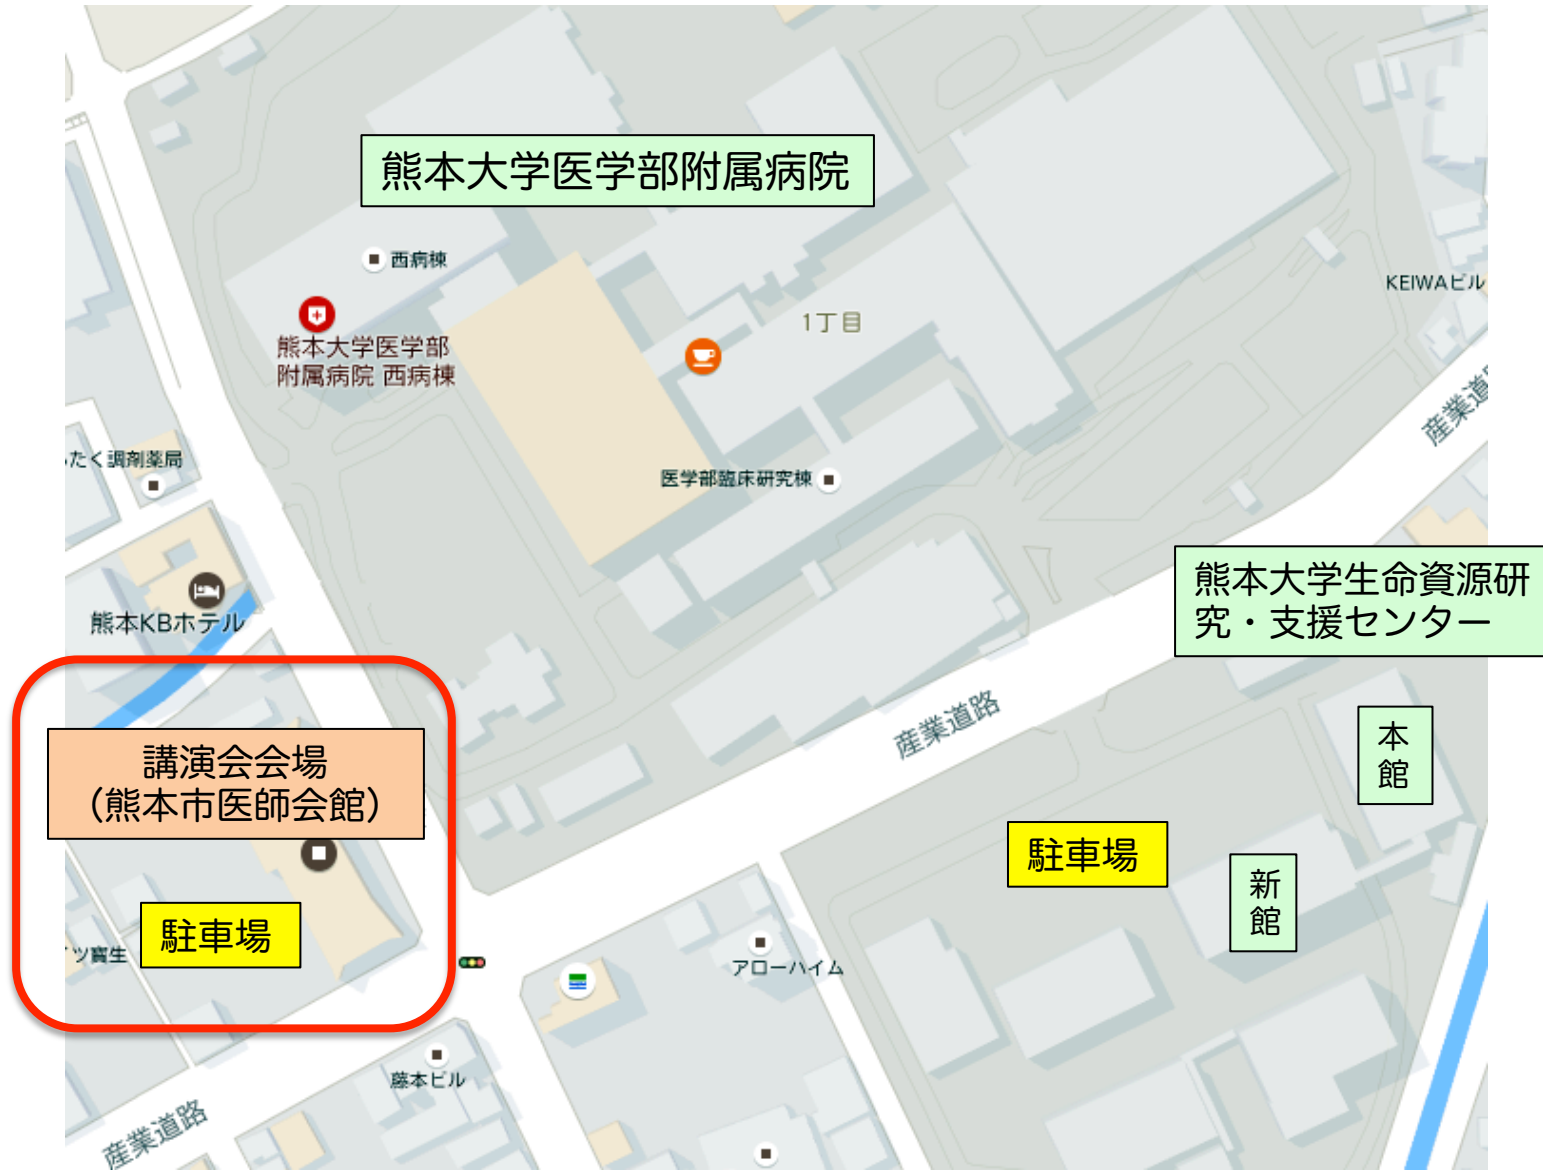 熊本大学医学部附属病院
西病棟
KEIWAビル
1丁目
熊本大学医学部
附属病院 西病棟
産業道
たく調剤薬局
医学部臨床研究棟
熊本大学生命資源研
究・支援センター
熊本KBホテル
産業道路
本
館
講演会会場
(熊本市医師会館)
駐車場
新
館
駐車場
ツ寳生
アローハイム
藤本ビル
産業道路